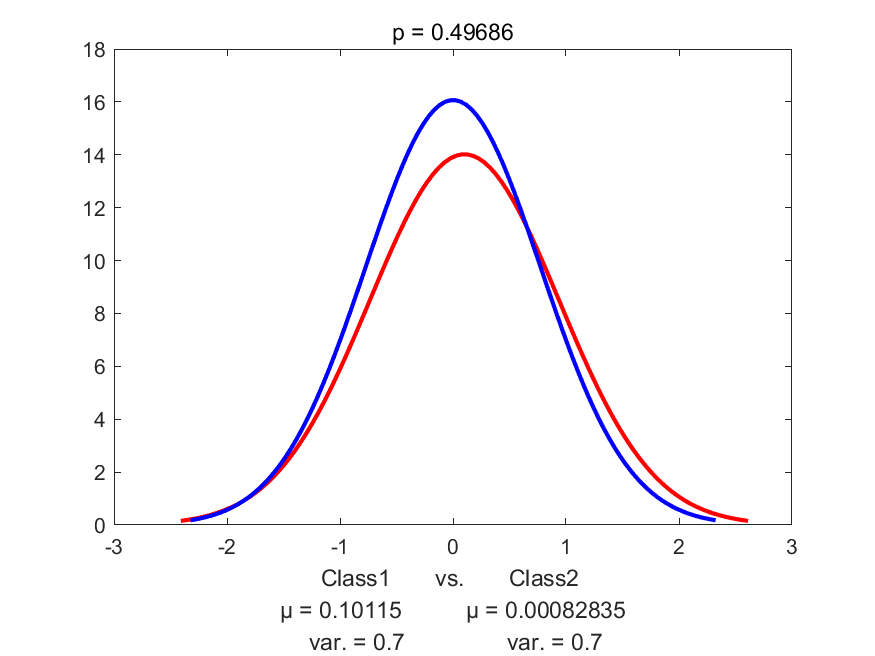 p = 0.49686
18
16
14
12
10
8
6
4
2
0
-3 -2 -1 0 1 2 3
Class1 vs. Class2
μ = 0.10115 μ = 0.00082835
var. = 0.7 var. = 0.7